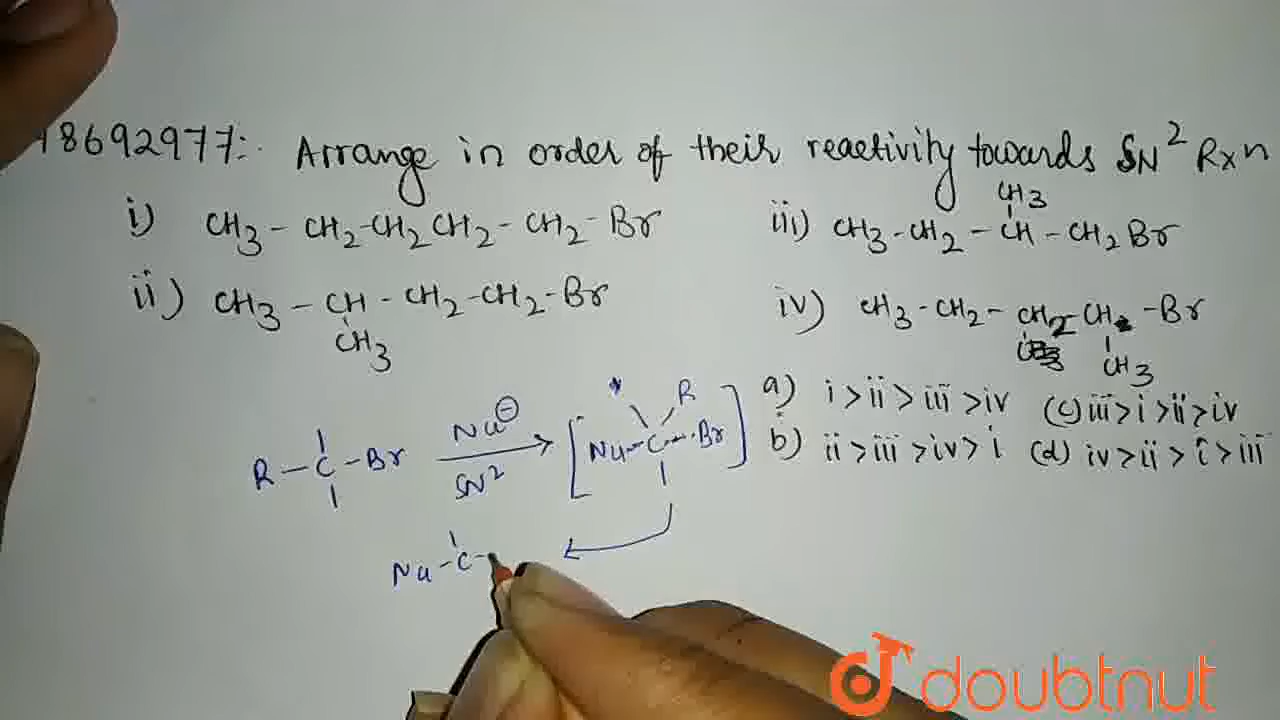 18692977:. Arrange in order of their reactivity towards SN2 Rxn
i) CH3 - CH2-CH2 CH2 - CH2 - Br
ii) CH3 - CH - CH2 - CH2 - Br
CH3
CH3
iii) CH3 - CH2 - CH - CH2 Br
iv) CH3 - CH2 - CH2 - CH - Br
CH3
a) i > ii > iii > iv
(c) iii > i > ii > iv
b) ii > iii > iv > i
(d) iv > ii > i > iii
R - C - Br
Nu⊖
SN2
R
Nu C Br
Nu - C -
doubtnut